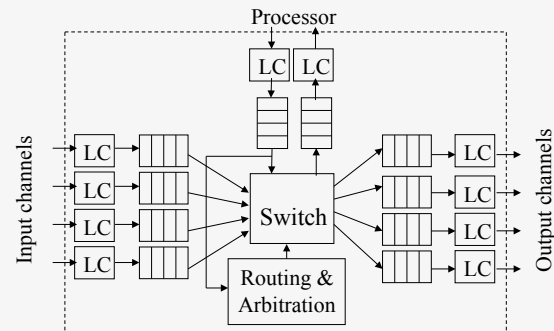 Processor
LC LC
Input channels
LC
LC
LC
LC
Switch
Routing &
Arbitration
LC
LC
LC
LC
Output channels